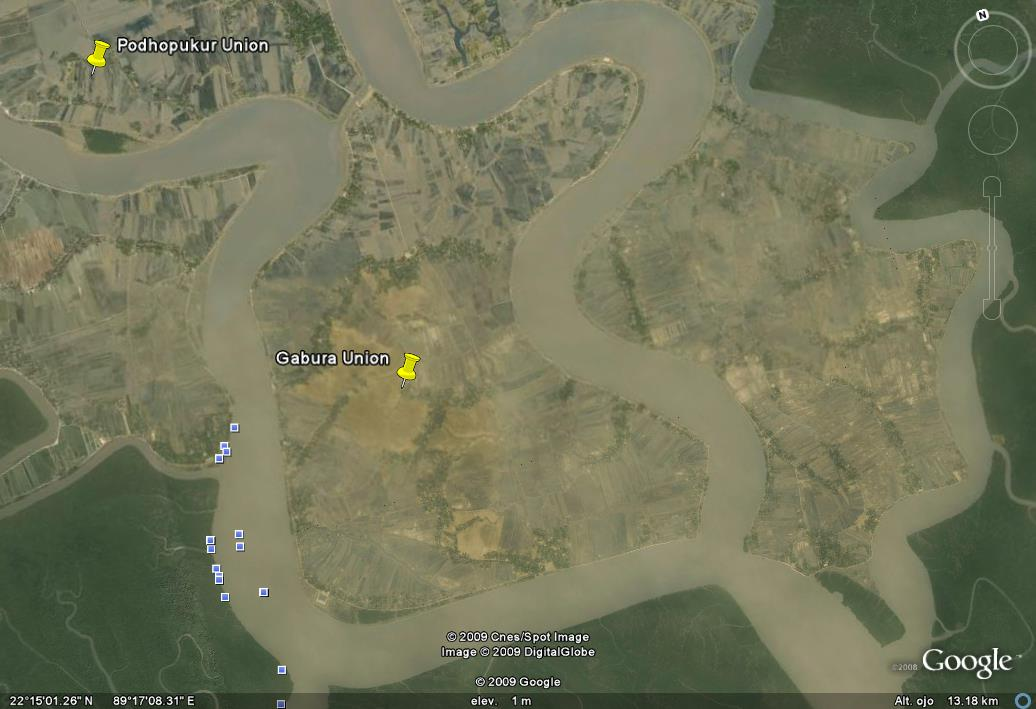 N
Podhopukur Union
Gabura Union
© 2009 Cnes/Spot Image
Image © 2009 DigitalGlobe
© 2009 Google
©2008 Google™
22°15'01.26" N 89°17'08.31" E elev. 1 m Alt. ojo 13.18 km